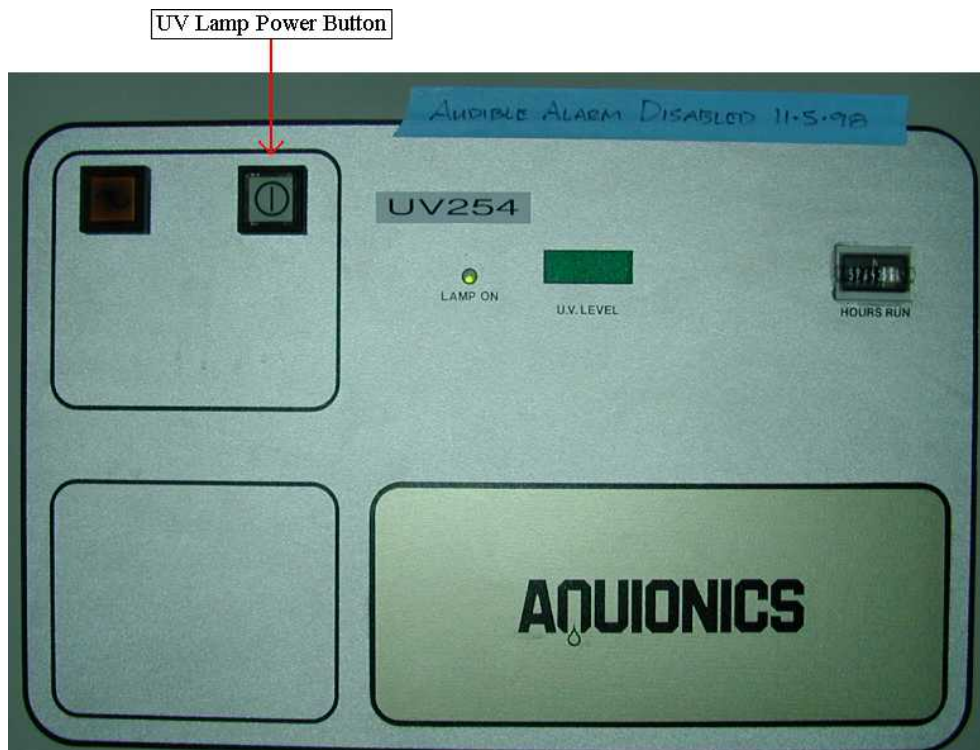 UV Lamp Power Button
AUDIBLE ALARM DISABLED 11-5-98
UV254
LAMP ON
U.V. LEVEL
HOURS RUN
AQUIONICS